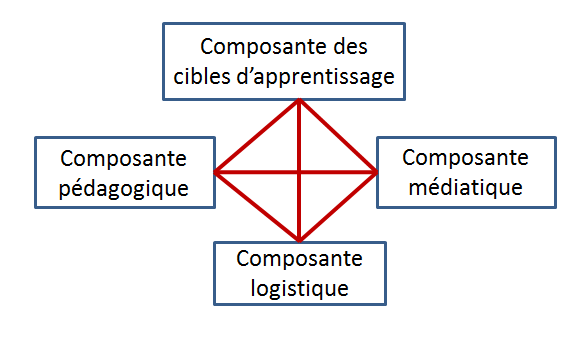 Composante des
cibles d’apprentissage
Composante
pédagogique
Composante
médiatique
Composante
logistique